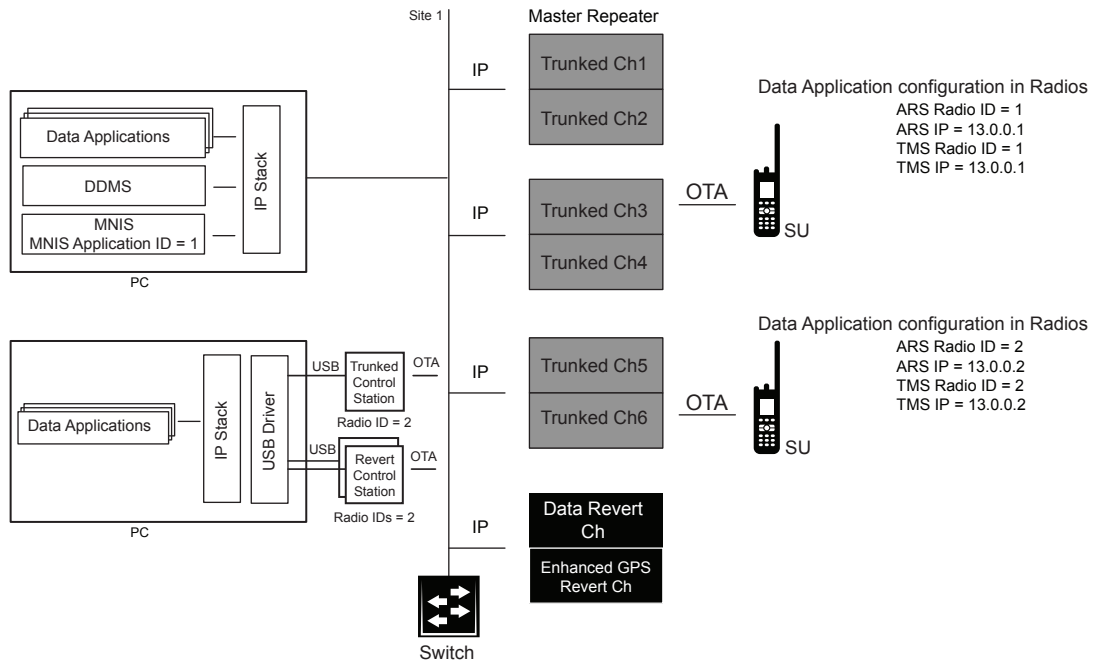 Site 1
Master Repeater
IP
Trunked Ch1
Trunked Ch2
Data Applications
DDMS
MNIS
MNIS Application ID = 1
IP Stack
PC
IP
Trunked Ch3
Trunked Ch4
OTA
SU
Data Application configuration in Radios
ARS Radio ID = 1
ARS IP = 13.0.0.1
TMS Radio ID = 1
TMS IP = 13.0.0.1
Data Applications
IP Stack
USB Driver
PC
USB
Trunked
Control
Station
OTA
Radio ID = 2
USB
Revert
Control
Station
OTA
Radio IDs = 2
IP
Trunked Ch5
Trunked Ch6
OTA
SU
Data Application configuration in Radios
ARS Radio ID = 2
ARS IP = 13.0.0.2
TMS Radio ID = 2
TMS IP = 13.0.0.2
IP
Data Revert
Ch
Enhanced GPS
Revert Ch
Switch